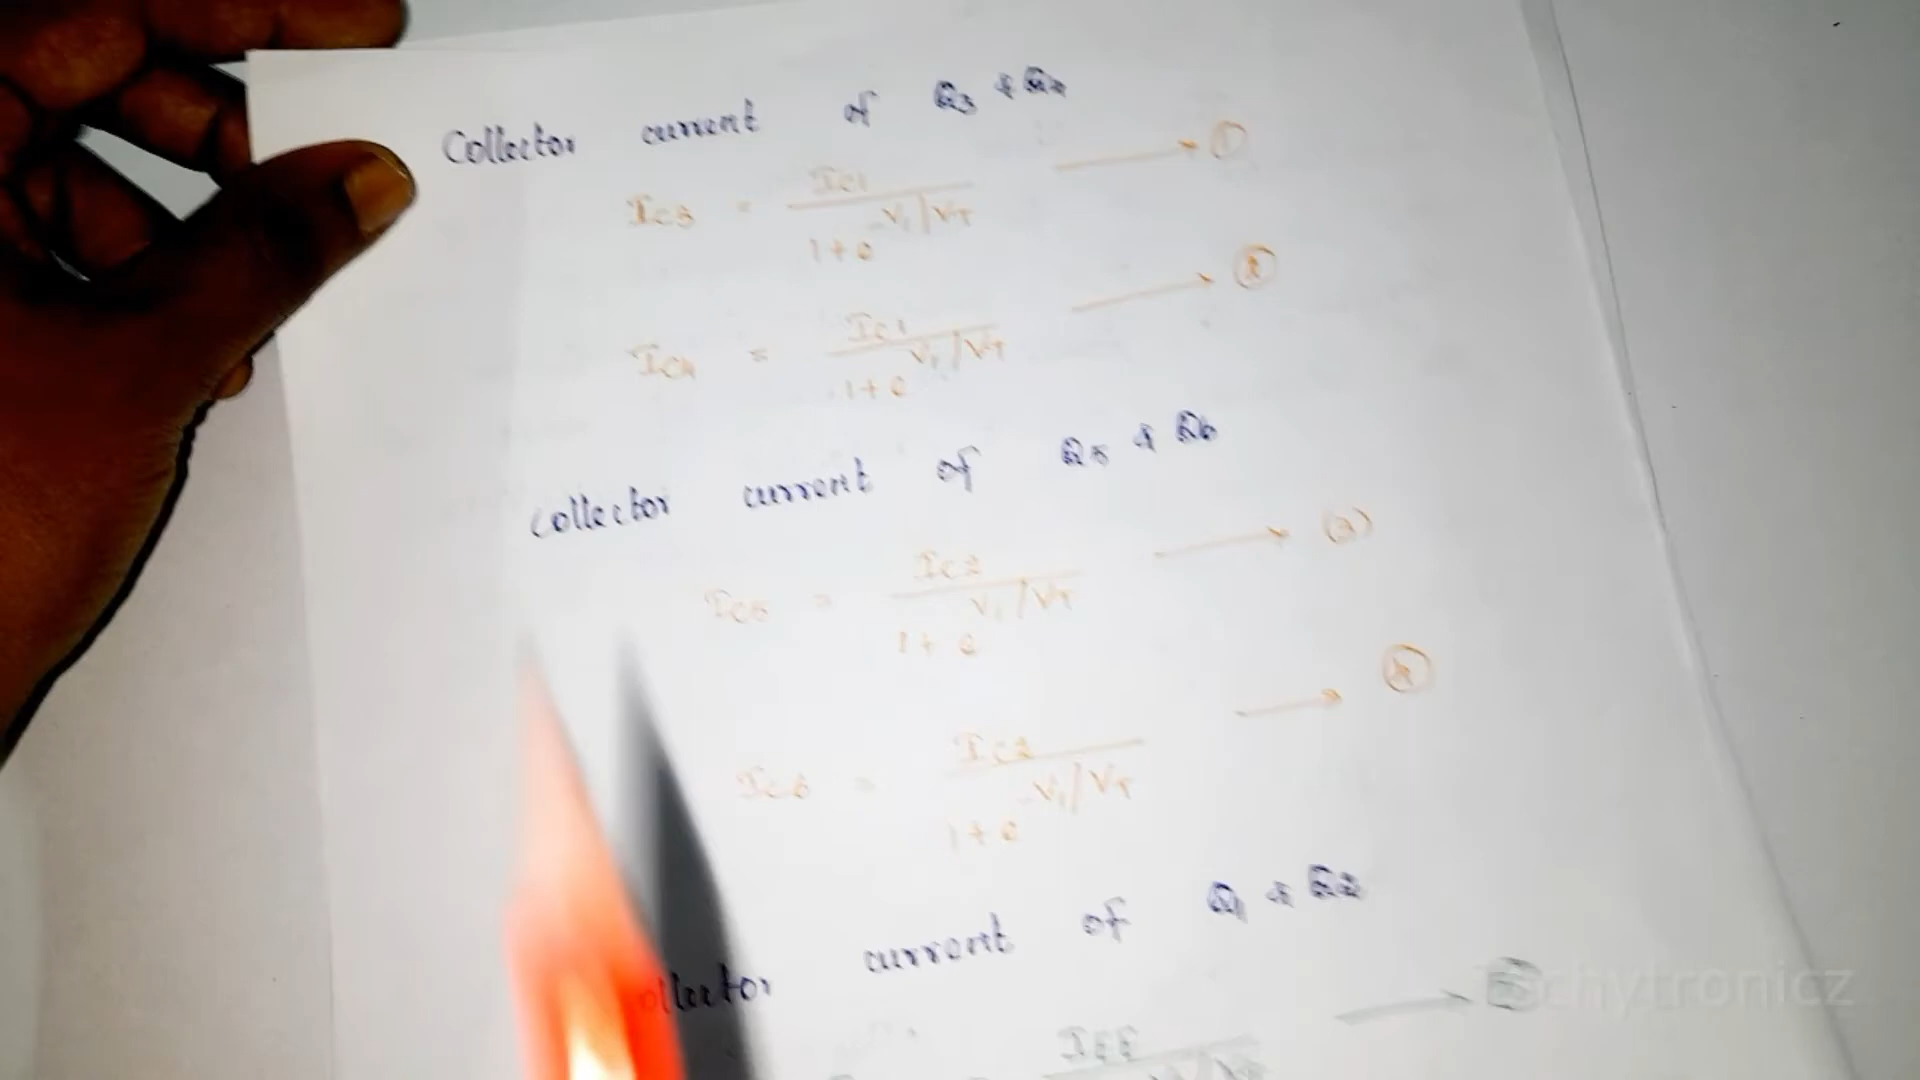 Collector current of Q3 & Q4
IC3 = IC1 / 1+e^-V1/VT → ①
IC4 = IC1 / 1+e^V1/VT → ②
Collector current of Q5 & Q6
IC5 = IC2 / 1+e^V1/VT → (3)
IC6 = IC2 / 1+e^-V1/VT → ④
ollector current of Q1 & Q2
IEE →
chytronicz